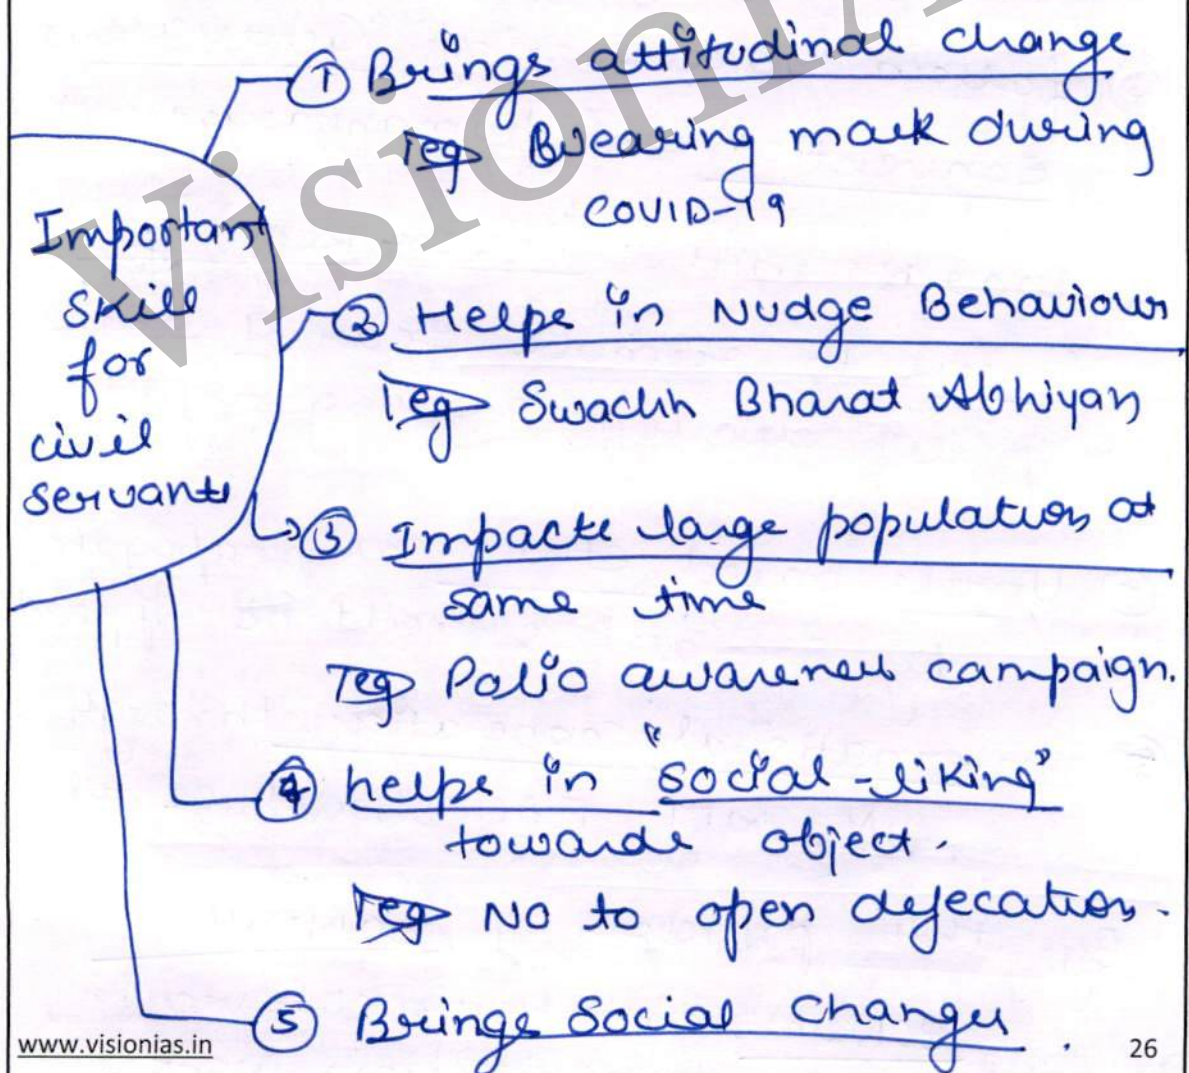 ① Brings attitudinal change
eg Wearing mask during
COVID-19
Important
skill
for
civil
servants
② Helps in Nudge Behaviour
eg Swachh Bharat Abhiyan
③ Impacts large population at
same time
eg Polio awareness campaign.
④ helps in "social-liking"
towards object.
eg NO to open defecation.
⑤ Brings Social Changes.
www.visionias.in
26
VisionIA